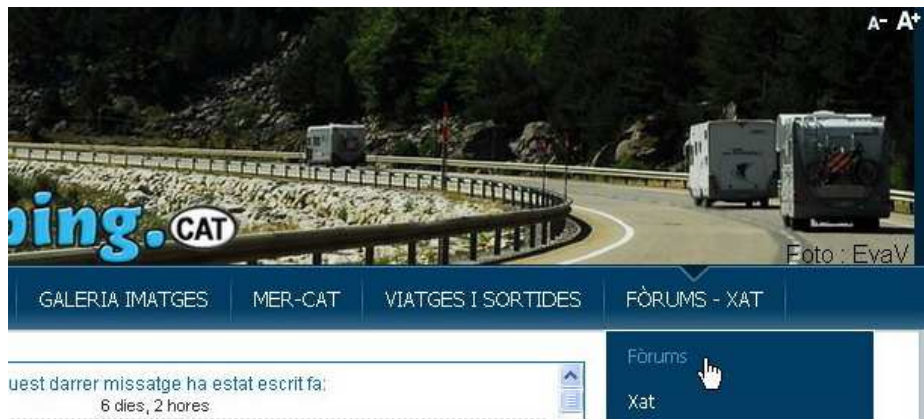 A- A+
ping.CAT
Foto : EvaV
GALERIA IMATGES MER-CAT VIATGES I SORTIDES FÒRUMS - XAT
Fòrums
uest darrer missatge ha estat escrit fa:
6 dies, 2 hores
Xat